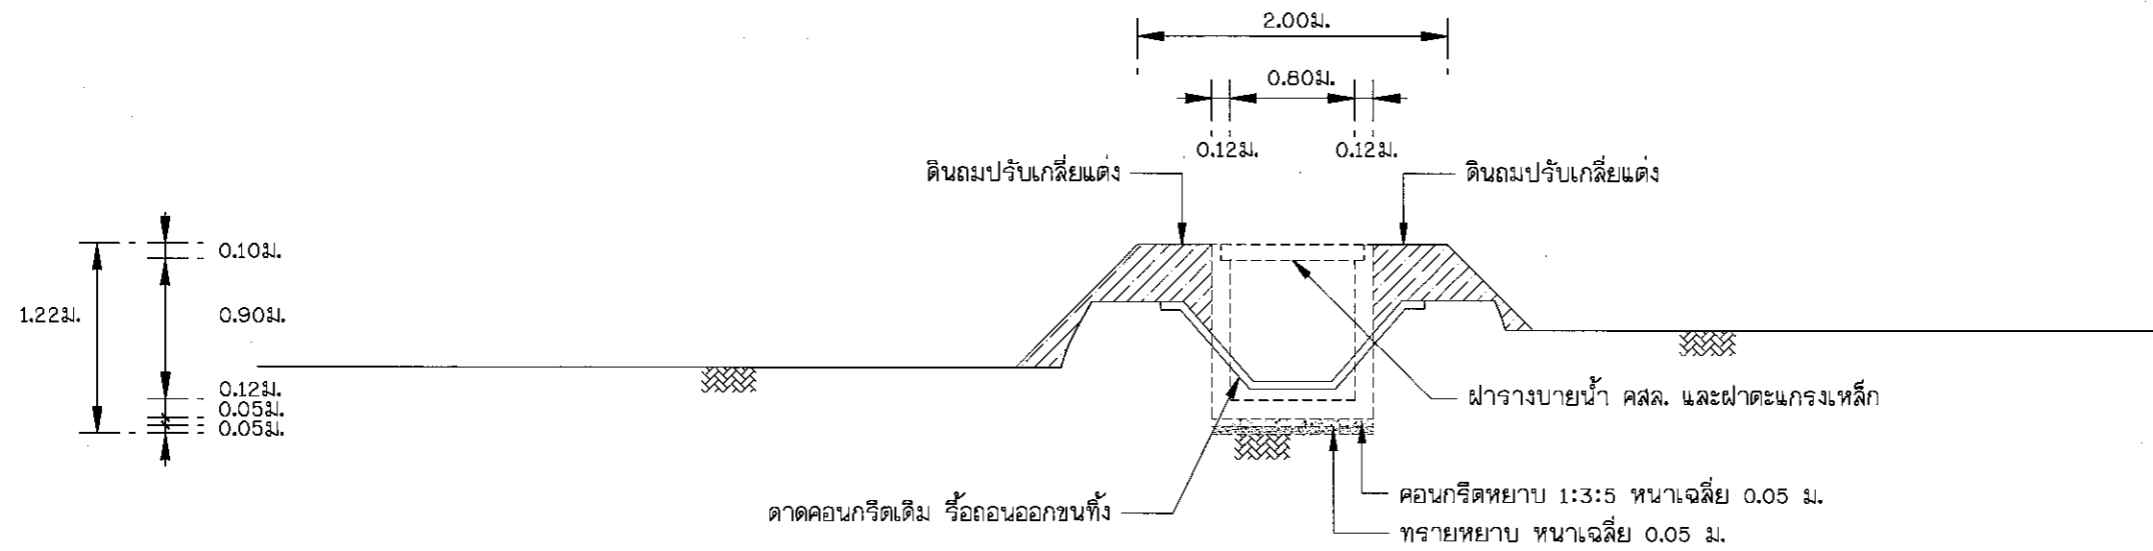 2.00ม.
0.80ม.
0.12ม. 0.12ม.
ดินถมปรับเกลี่ยแต่ง
ดินถมปรับเกลี่ยแต่ง
0.10ม.
1.22ม.
0.90ม.
0.12ม.
0.05ม.
0.05ม.
ฝารางบายน้ำ คสล. และฝาตะแกรงเหล็ก
คอนกรีตหยาบ 1:3:5 หนาเฉลี่ย 0.05 ม.
ดาดคอนกรีตเดิม รื้อถอนออกขนทิ้ง
ทรายหยาบ หนาเฉลี่ย 0.05 ม.